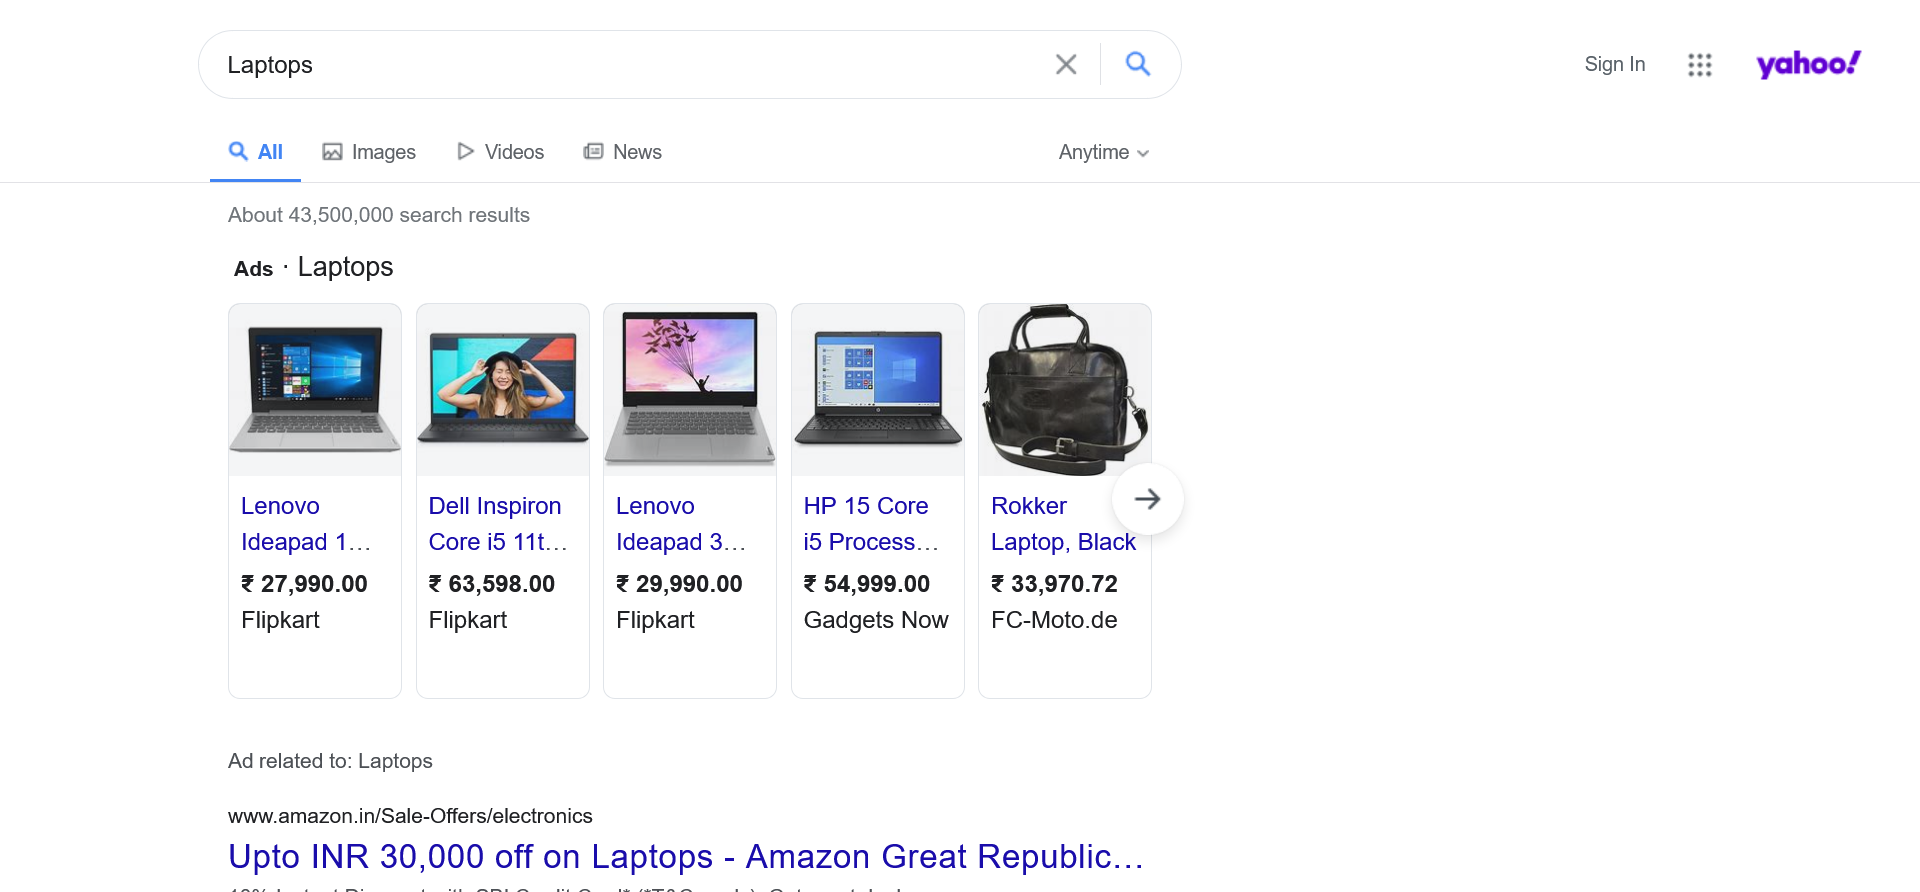 Laptops
Sign In
yahoo!
All
Images
Videos
News
Anytime
About 43,500,000 search results
Ads · Laptops
Lenovo
Ideapad 1...
₹ 27,990.00
Flipkart
Dell Inspiron
Core i5 11t...
₹ 63,598.00
Flipkart
Lenovo
Ideapad 3...
₹ 29,990.00
Flipkart
HP 15 Core
i5 Process...
₹ 54,999.00
Gadgets Now
Rokker
Laptop, Black
₹ 33,970.72
FC-Moto.de
Ad related to: Laptops
www.amazon.in/Sale-Offers/electronics
Upto INR 30,000 off on Laptops - Amazon Great Republic...